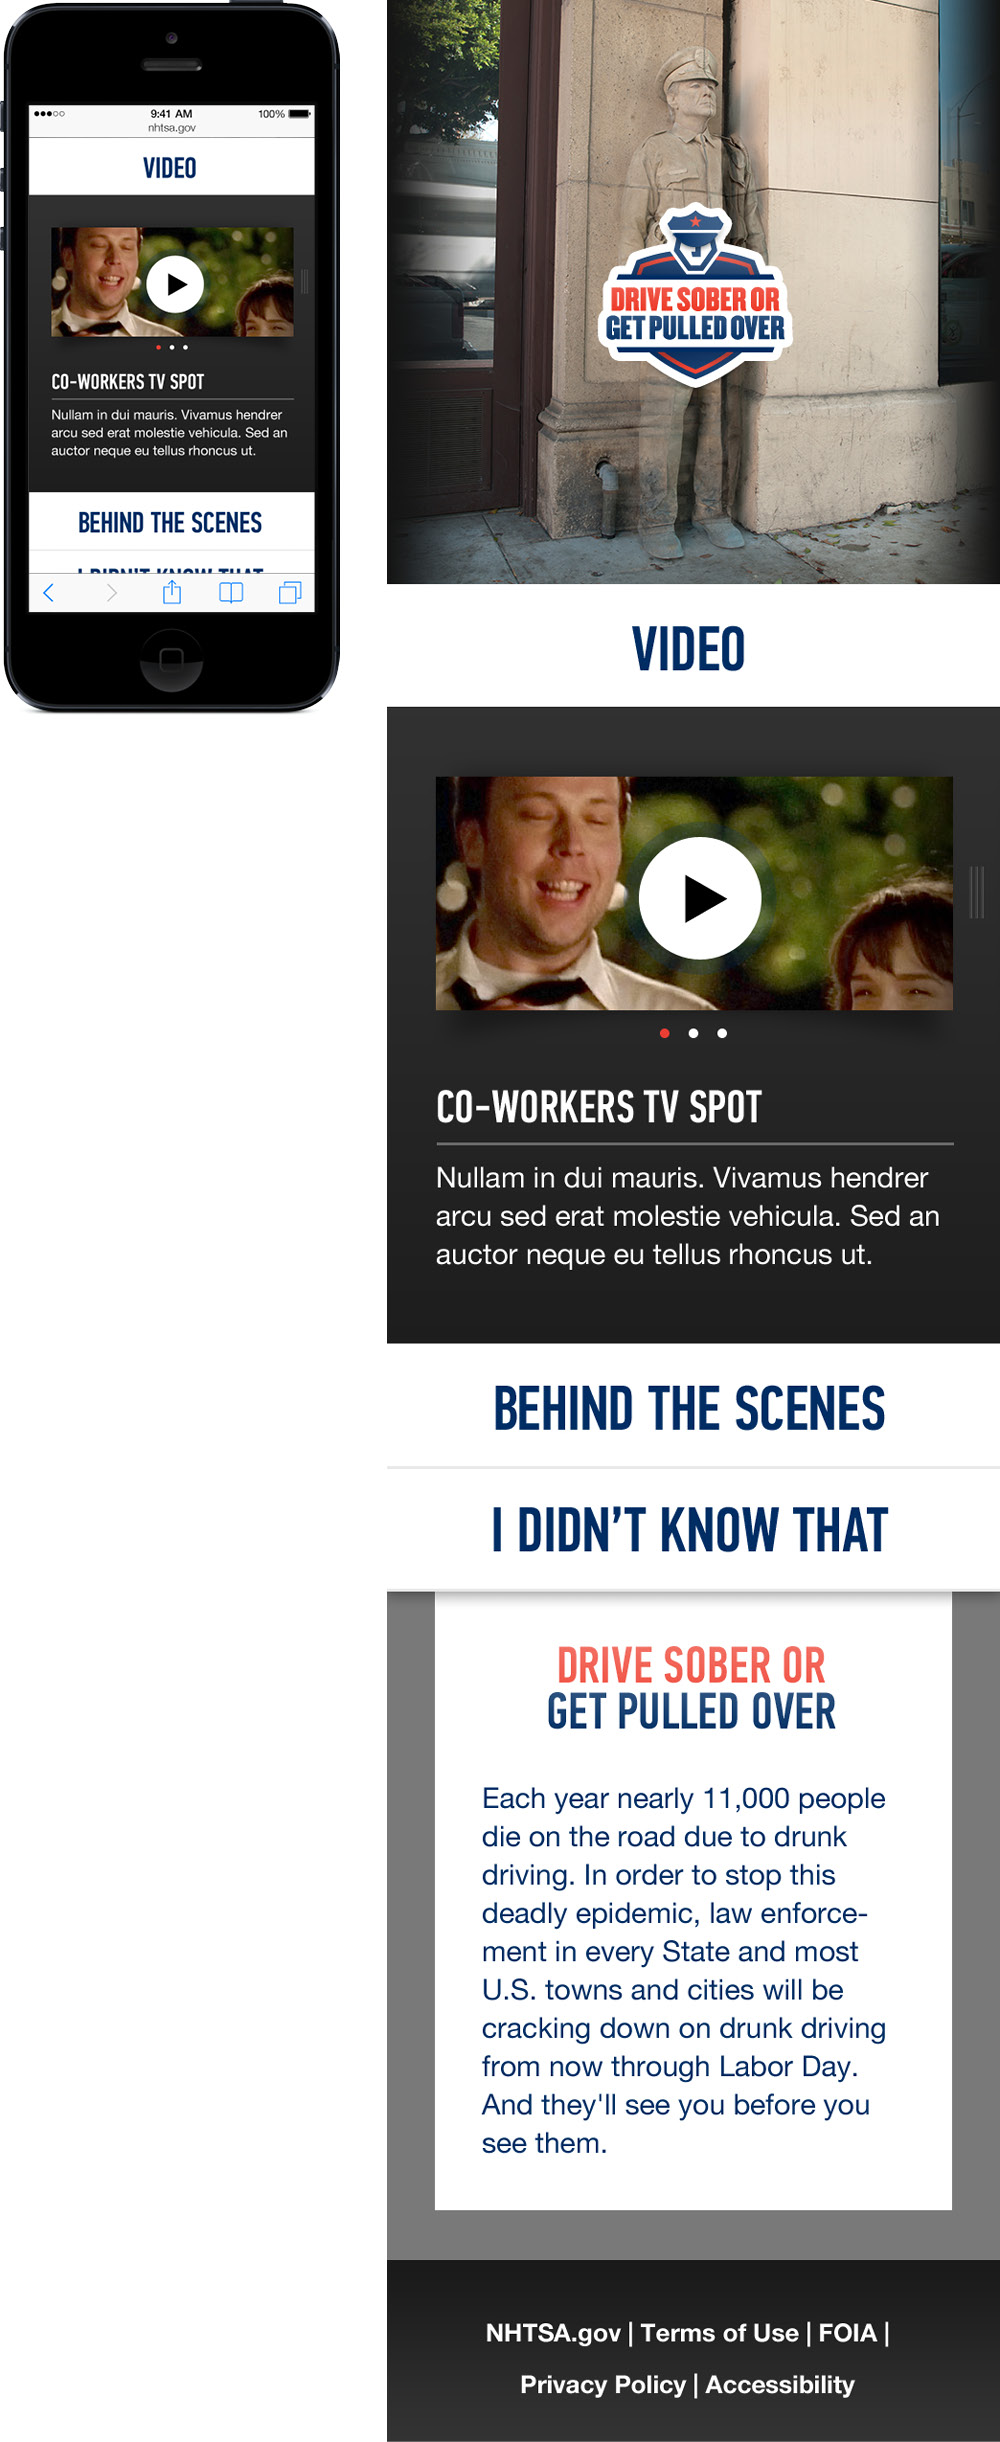 9:41 AM
100%
nhtsa.gov
VIDEO
CO-WORKERS TV SPOT
Nullam in dui mauris. Vivamus hendrer
arcu sed erat molestie vehicula. Sed an
auctor neque eu tellus rhoncus ut.
BEHIND THE SCENES
I DIDN'T KNOW THAT
DRIVE SOBER OR
GET PULLED OVER
VIDEO
CO-WORKERS TV SPOT
Nullam in dui mauris. Vivamus hendrer
arcu sed erat molestie vehicula. Sed an
auctor neque eu tellus rhoncus ut.
BEHIND THE SCENES
I DIDN’T KNOW THAT
DRIVE SOBER OR
GET PULLED OVER
Each year nearly 11,000 people
die on the road due to drunk
driving. In order to stop this
deadly epidemic, law enforce-
ment in every State and most
U.S. towns and cities will be
cracking down on drunk driving
from now through Labor Day.
And they'll see you before you
see them.
NHTSA.gov | Terms of Use | FOIA |
Privacy Policy | Accessibility